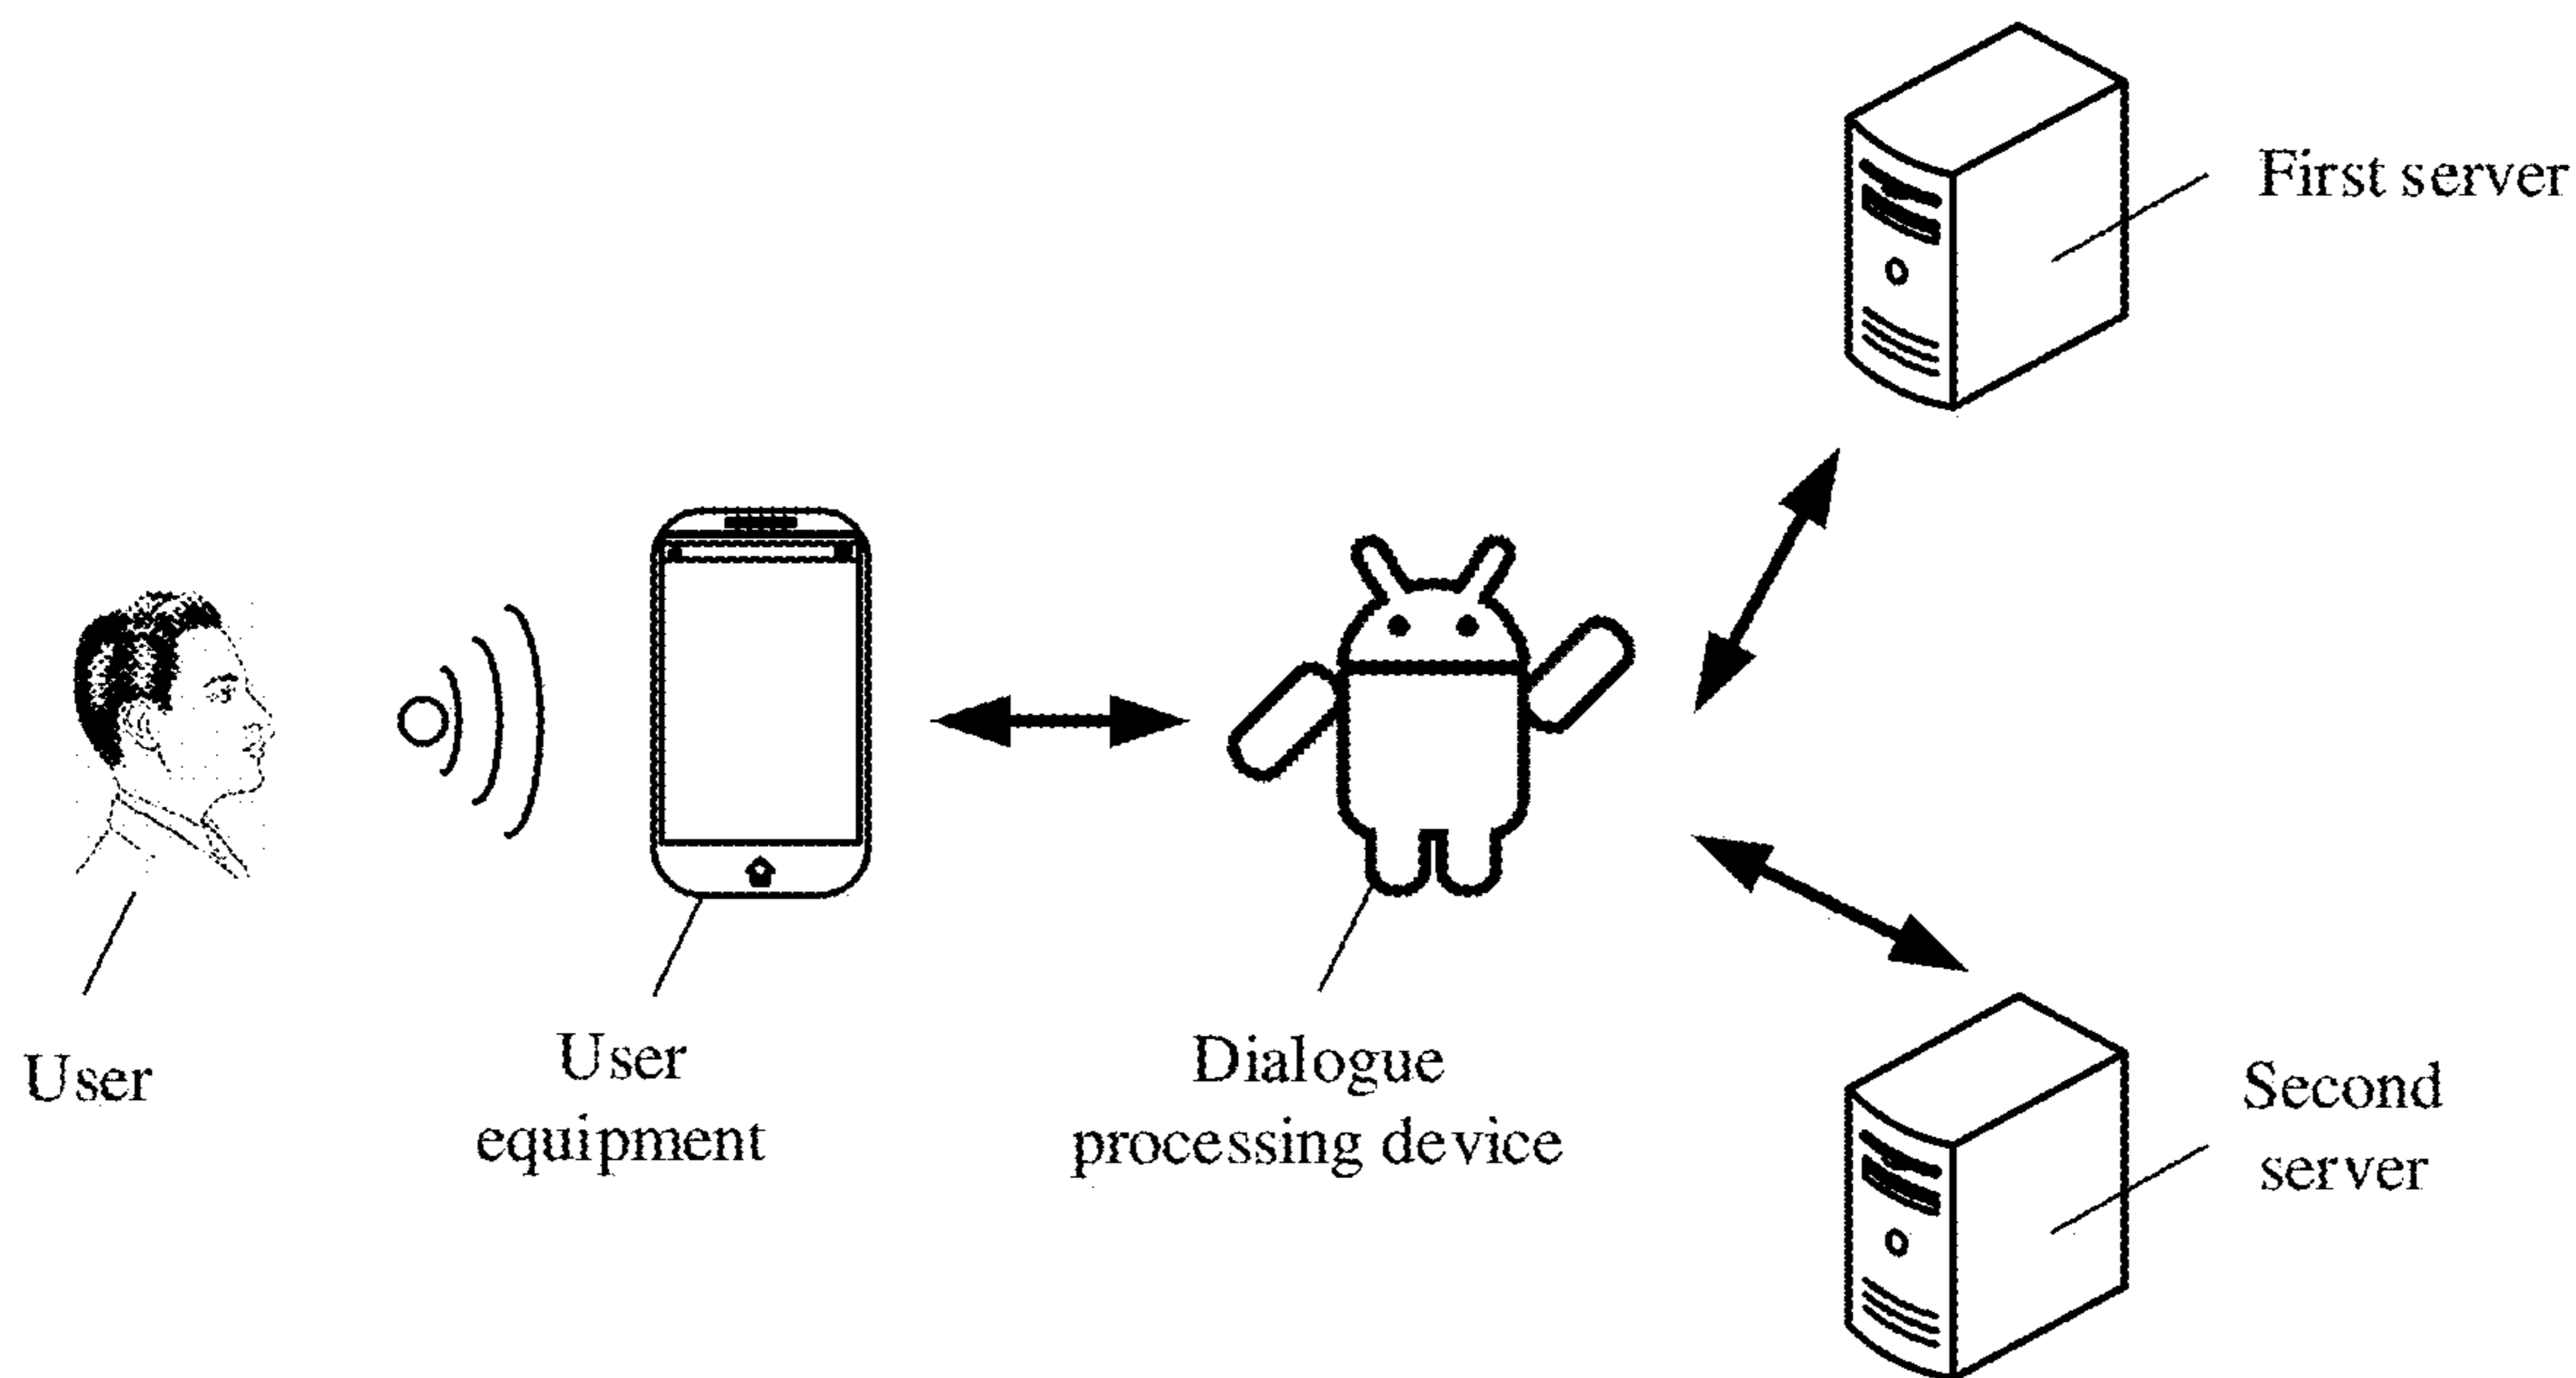 First server
User
User
equipment
Dialogue
processing device
Second
server